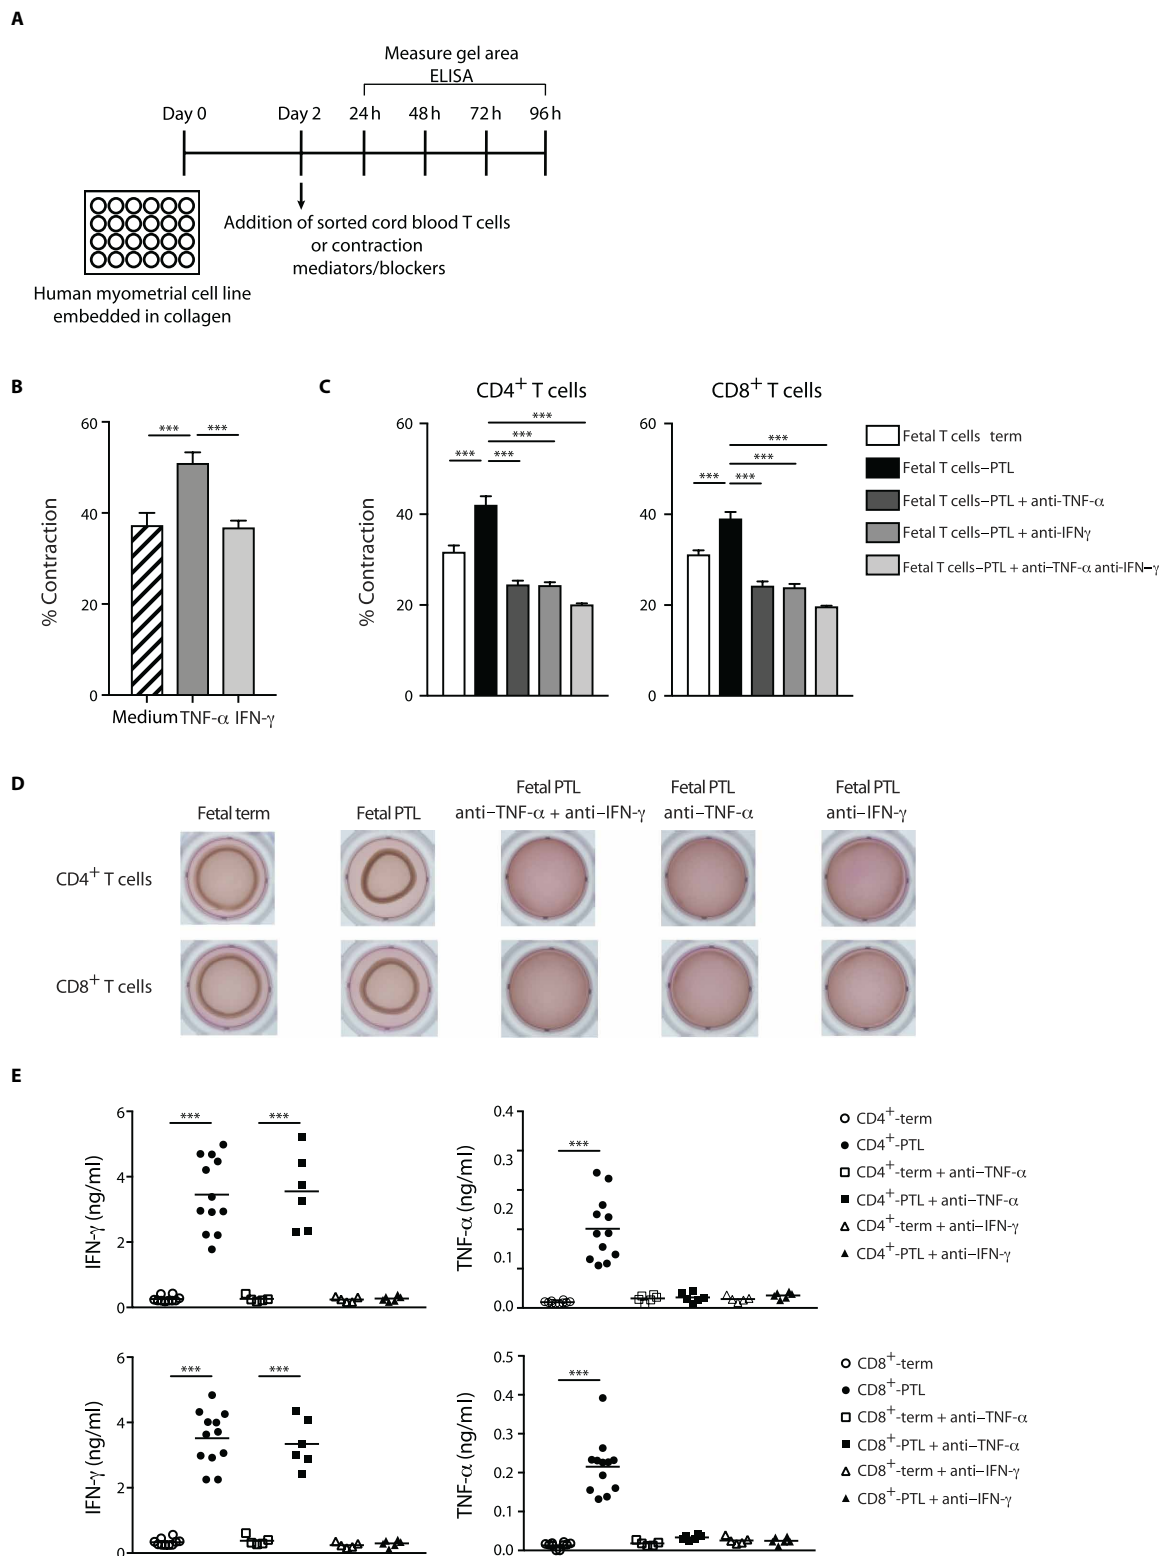 A
Measure gel area
ELISA
Day 0 Day 2 24 h 48 h 72 h 96 h
Addition of sorted cord blood T cells
or contraction
mediators/blockers
Human myometrial cell line
embedded in collagen
B
% Contraction
60
40
20
0
*** ***
Medium TNF-α IFN-γ
C
CD4+ T cells
% Contraction
60
40
20
0
***
***
*** ***
CD8+ T cells
60
40
20
0
***
***
*** ***
Fetal T cells term
Fetal T cells–PTL
Fetal T cells–PTL + anti-TNF-α
Fetal T cells–PTL + anti-IFNγ
Fetal T cells–PTL + anti–TNF-α anti-IFN–γ
D
Fetal term
Fetal PTL
Fetal PTL
anti–TNF-α + anti–IFN-γ
Fetal PTL
anti–TNF-α
Fetal PTL
anti–IFN-γ
CD4+ T cells
CD8+ T cells
E
IFN-γ (ng/ml)
6
4
2
0
*** ***
TNF-α (ng/ml)
0.4
0.3
0.2
0.1
0.0
***
CD4+-term
CD4+-PTL
CD4+-term + anti–TNF-α
CD4+-PTL + anti–TNF-α
CD4+-term + anti–IFN-γ
CD4+-PTL + anti–IFN-γ
IFN-γ (ng/ml)
6
4
2
0
*** ***
TNF-α (ng/ml)
0.5
0.4
0.3
0.2
0.1
0.0
***
CD8+-term
CD8+-PTL
CD8+-term + anti–TNF-α
CD8+-PTL + anti–TNF-α
CD8+-term + anti–IFN-γ
CD8+-PTL + anti–IFN-γ